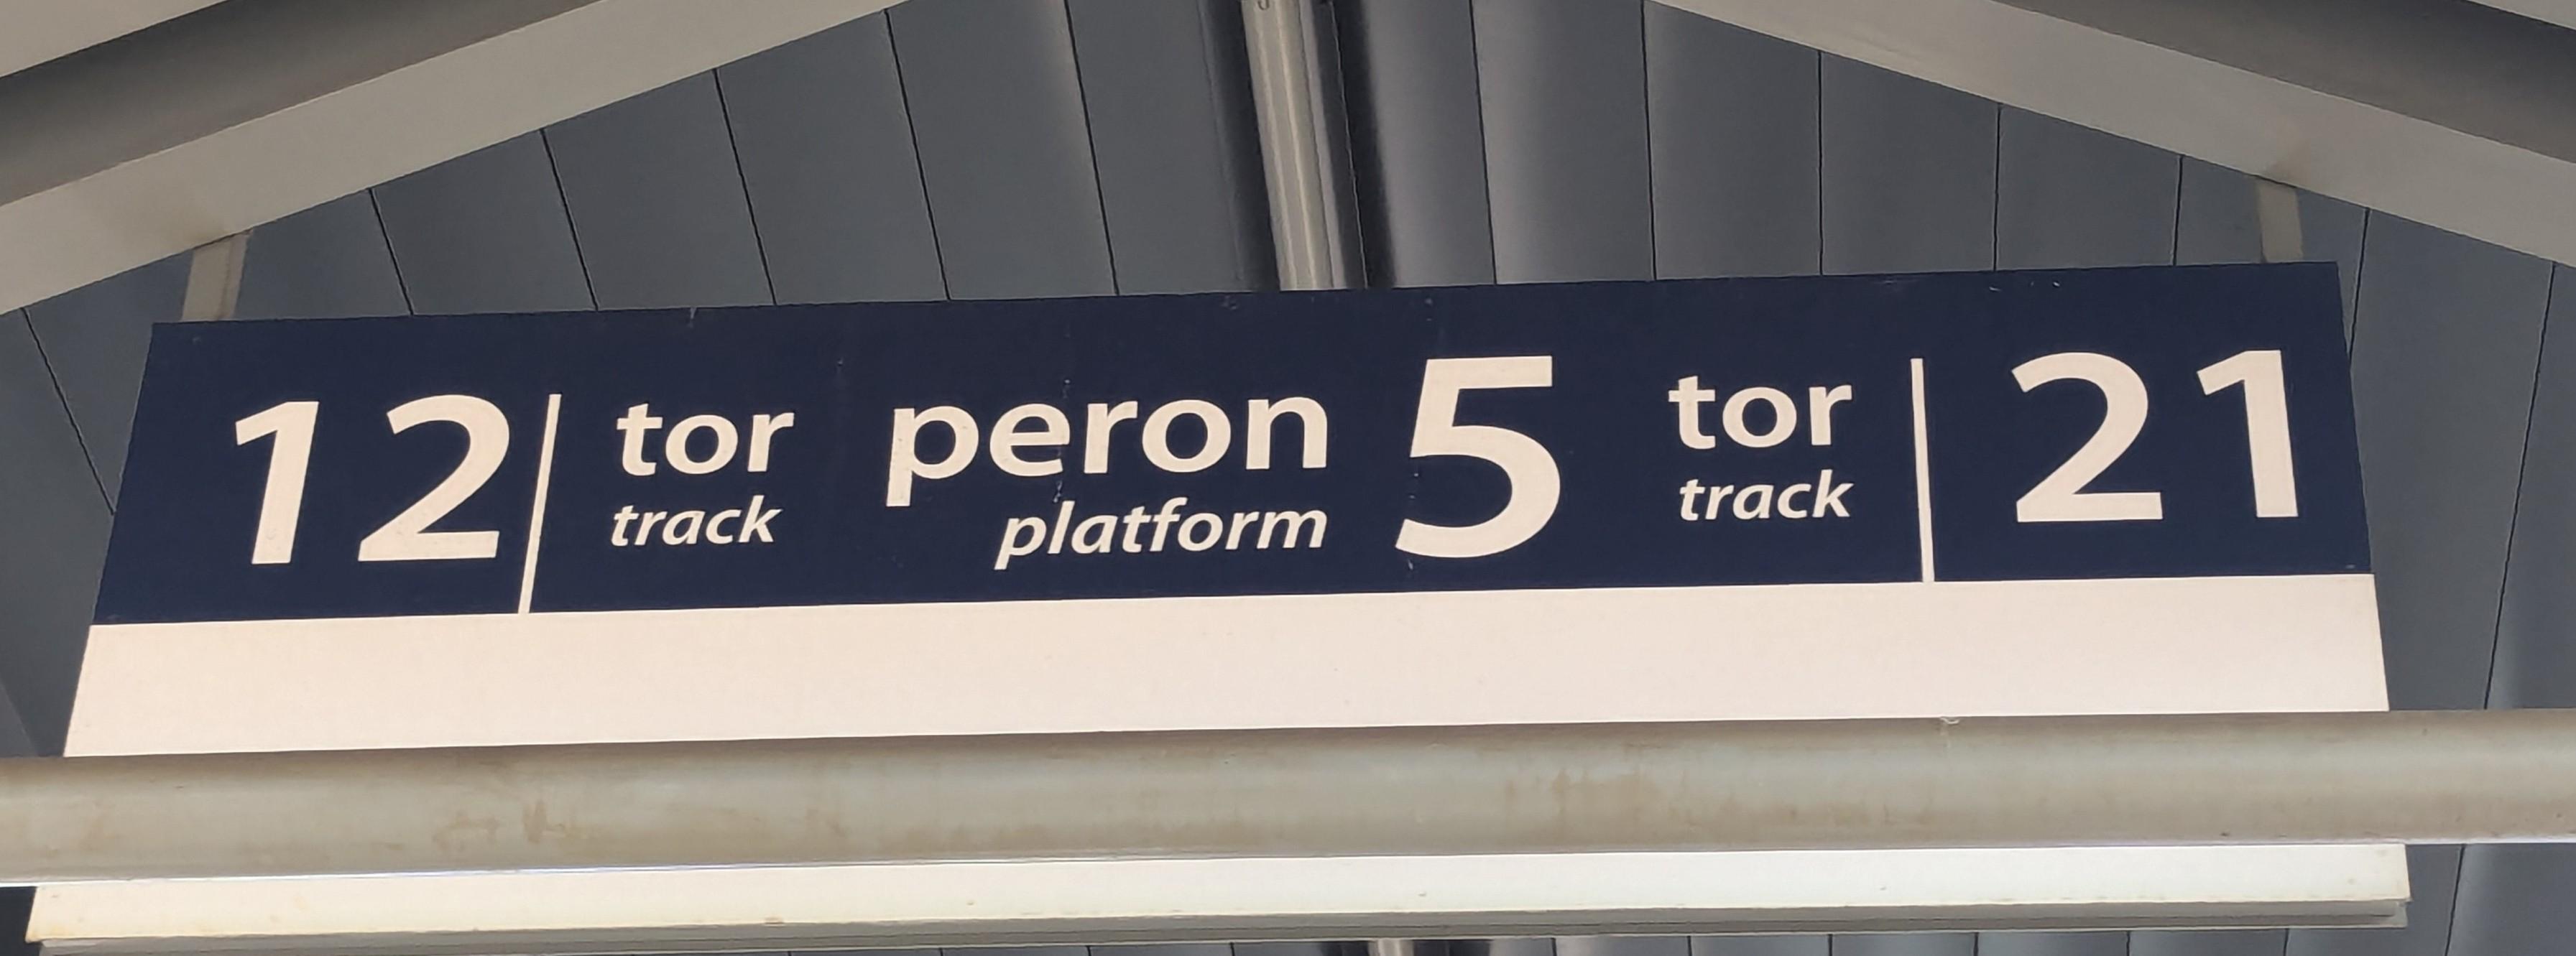 12 | tor peron 5 tor | 21
track platform track